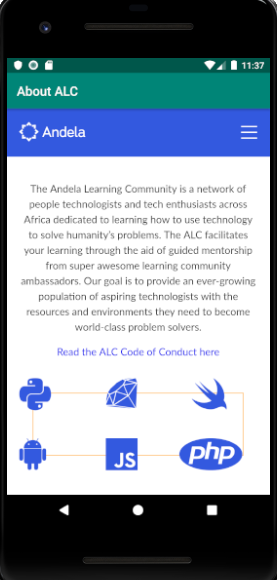 11:37
About ALC
Andela
The Andela Learning Community is a network of
people technologists and tech enthusiasts across
Africa dedicated to learning how to use technology
to solve humanity's problems. The ALC facilitates
your learning through the aid of guided mentorship
from super awesome learning community
ambassadors. Our goal is to provide an ever-growing
population of aspiring technologists with the
resources and environments they need to become
world-class problem solvers.
Read the ALC Code of Conduct here
JS
php